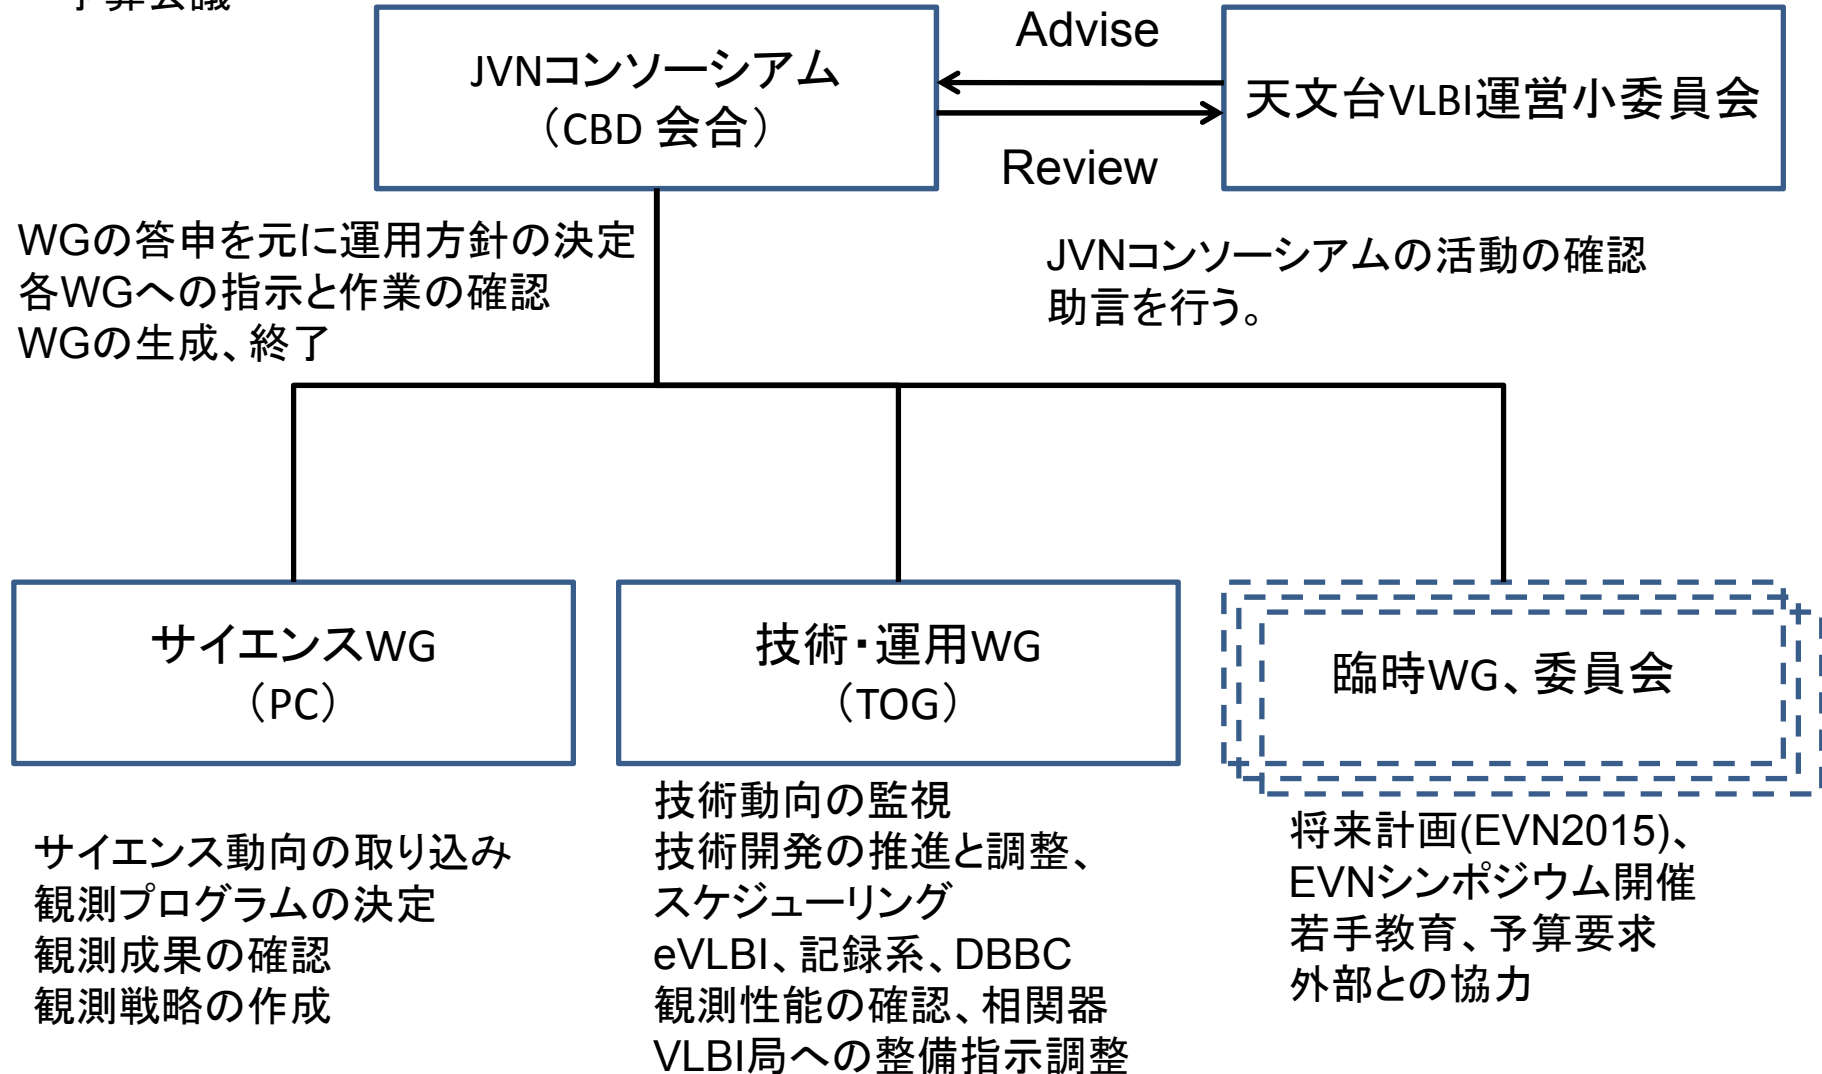 予算会議
JVNコンソーシアム
（CBD 会合）
Advise
Review
天文台VLBI運営小委員会
WGの答申を元に運用方針の決定
各WGへの指示と作業の確認
WGの生成、終了
JVNコンソーシアムの活動の確認
助言を行う。
サイエンスWG
（PC）
技術・運用WG
（TOG）
臨時WG、委員会
サイエンス動向の取り込み
観測プログラムの決定
観測成果の確認
観測戦略の作成
技術動向の監視
技術開発の推進と調整、
スケジューリング
eVLBI、記録系、DBBC
観測性能の確認、相関器
VLBI局への整備指示調整
将来計画(EVN2015)、
EVNシンポジウム開催
若手教育、予算要求
外部との協力